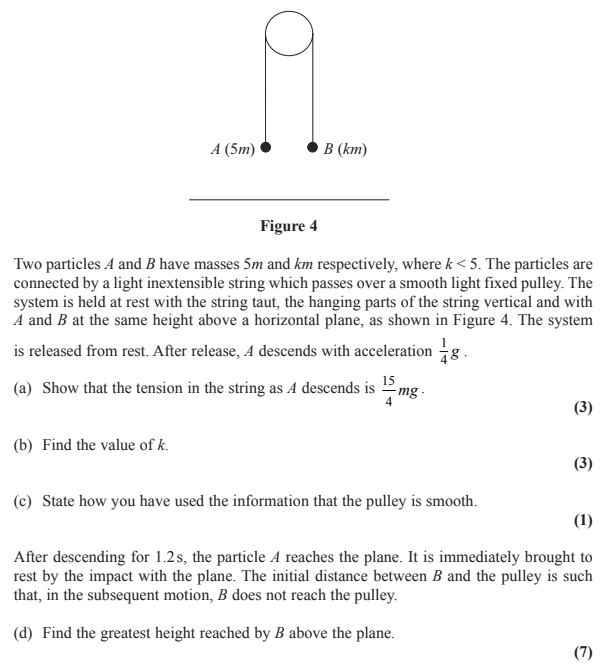 A (5m)
B (km)
Figure 4
Two particles A and B have masses 5m and km respectively, where k < 5. The particles are
connected by a light inextensible string which passes over a smooth light fixed pulley. The
system is held at rest with the string taut, the hanging parts of the string vertical and with
A and B at the same height above a horizontal plane, as shown in Figure 4. The system
is released from rest. After release, A descends with acceleration 1/4 g .
(a) Show that the tension in the string as A descends is 15/4 mg .
(3)
(b) Find the value of k.
(3)
(c) State how you have used the information that the pulley is smooth.
(1)
After descending for 1.2 s, the particle A reaches the plane. It is immediately brought to
rest by the impact with the plane. The initial distance between B and the pulley is such
that, in the subsequent motion, B does not reach the pulley.
(d) Find the greatest height reached by B above the plane.
(7)